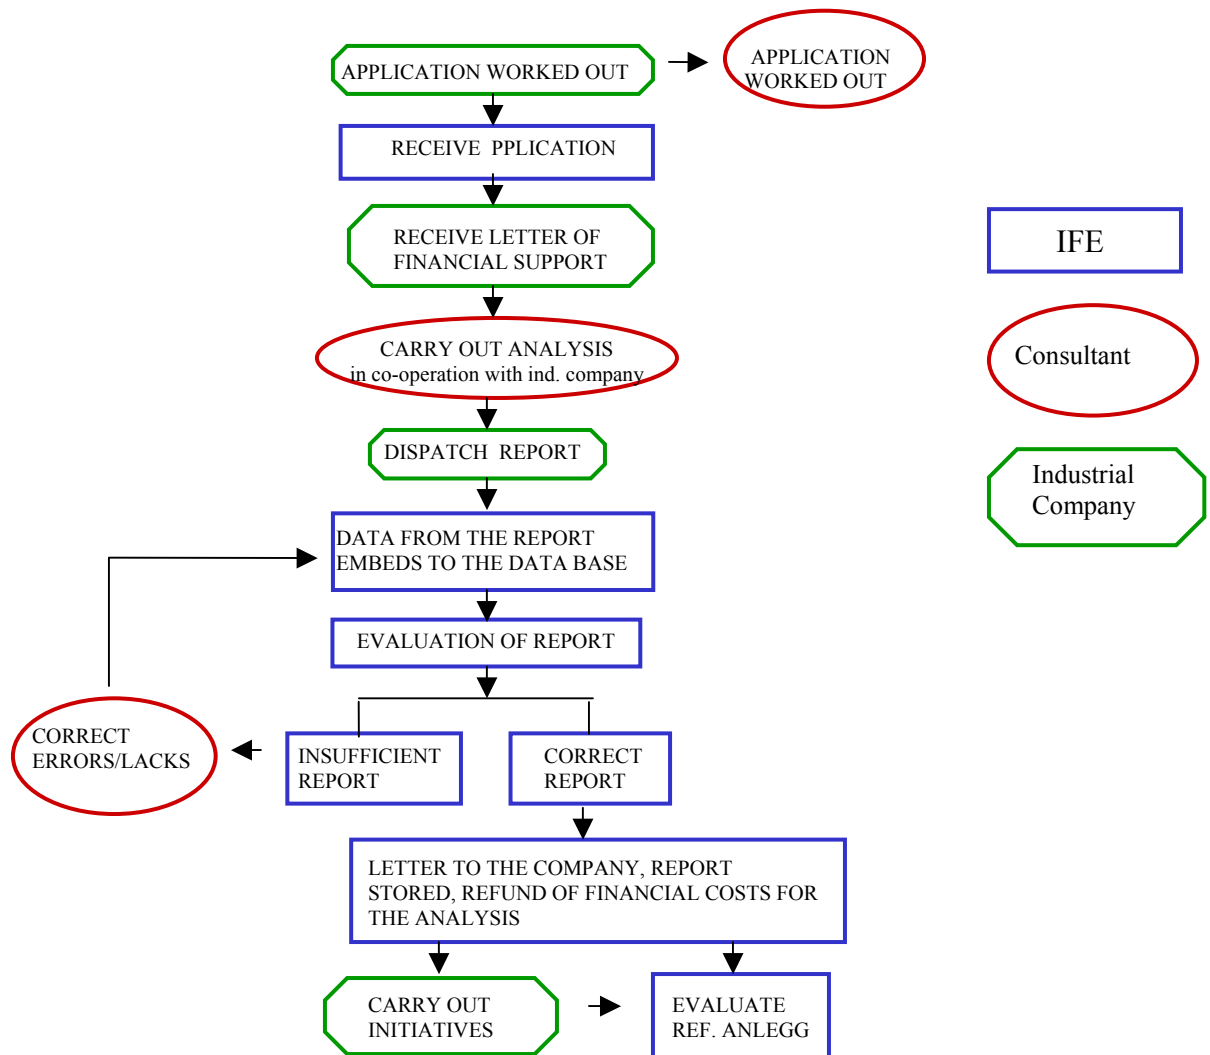 APPLICATION WORKED OUT
APPLICATION
WORKED OUT
RECEIVE PPLICATION
RECEIVE LETTER OF
FINANCIAL SUPPORT
IFE
CARRY OUT ANALYSIS
in co-operation with ind. company
Consultant
DISPATCH REPORT
Industrial
Company
DATA FROM THE REPORT
EMBEDS TO THE DATA BASE
EVALUATION OF REPORT
CORRECT
ERRORS/LACKS
INSUFFICIENT
REPORT
CORRECT
REPORT
LETTER TO THE COMPANY, REPORT
STORED, REFUND OF FINANCIAL COSTS FOR
THE ANALYSIS
CARRY OUT
INITIATIVES
EVALUATE
REF. ANLEGG